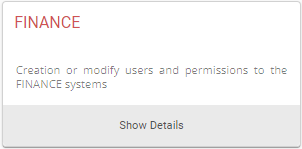 FINANCE
Creation or modify users and permissions to the
FINANCE systems
Show Details